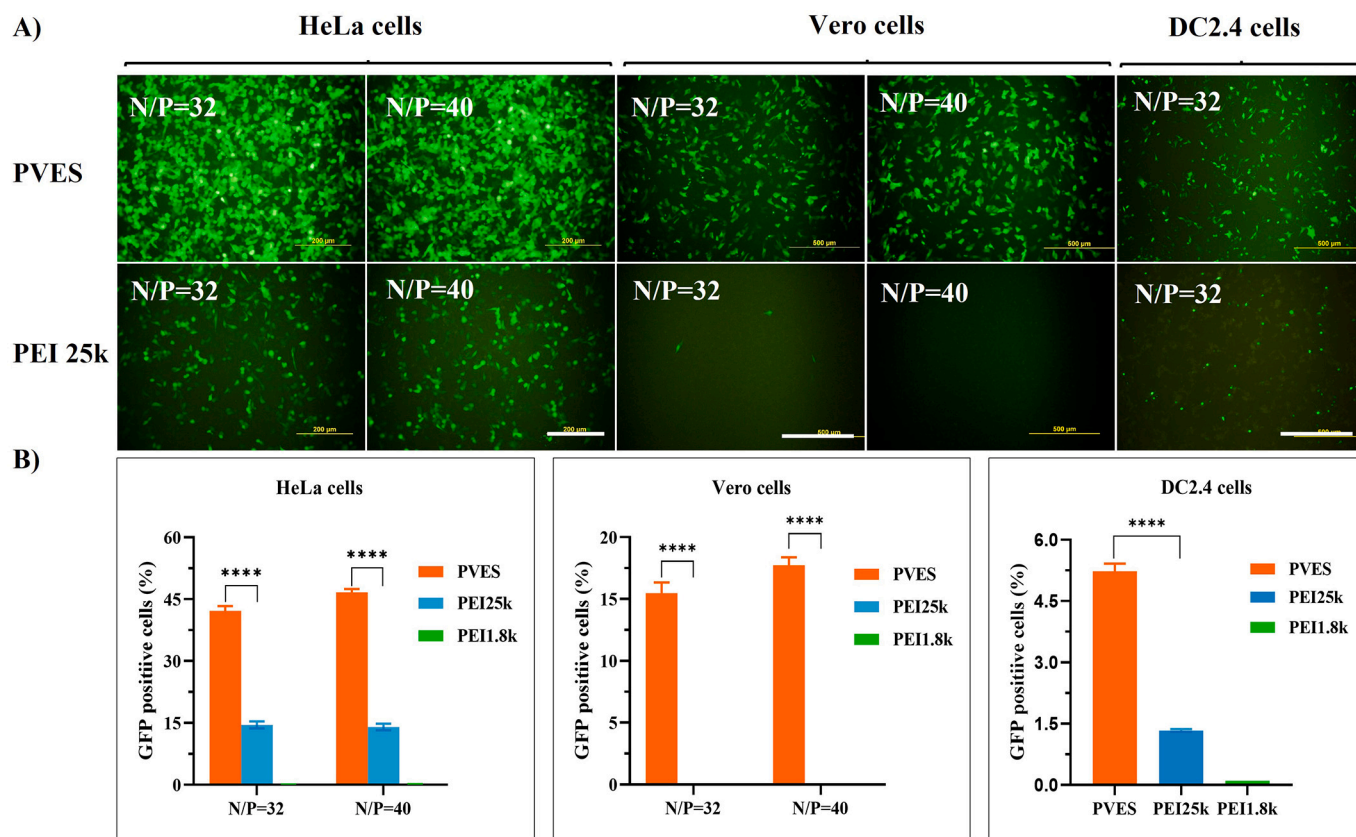 A)
HeLa cells
Vero cells
DC2.4 cells
PVES
N/P=32
N/P=40
N/P=32
N/P=40
N/P=32
200 µm
200 µm
500 µm
500 µm
500 µm
PEI 25k
N/P=32
N/P=40
N/P=32
N/P=40
N/P=32
200 µm
200 µm
500 µm
500 µm
500 µm
B)
HeLa cells
GFP positiive cells (%)
60
45
30
15
0
****
****
PVES
PEI25k
PEI1.8k
N/P=32
N/P=40
Vero cells
GFP positiive cells (%)
20
15
10
5
0
****
****
PVES
PEI25k
PEI1.8k
N/P=32
N/P=40
DC2.4 cells
GFP positiive cells (%)
6.0
4.5
3.0
1.5
0.0
****
PVES
PEI25k
PEI1.8k
PVES
PEI25k
PEI1.8k